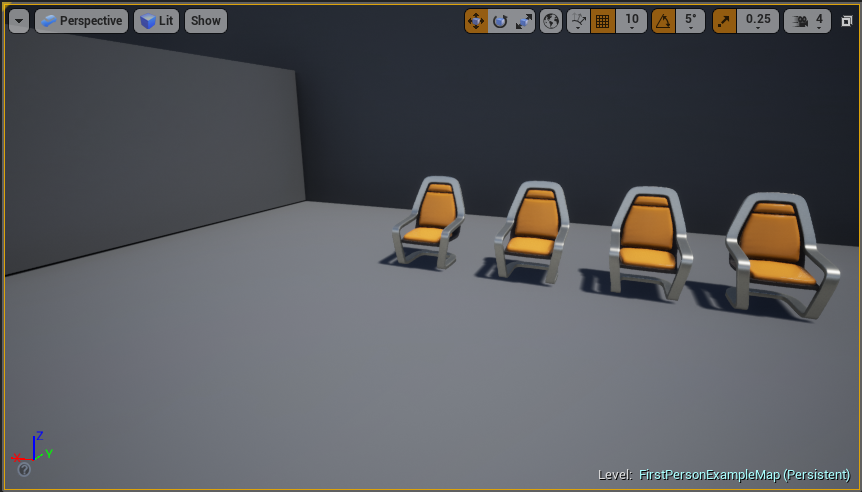 Perspective Lit Show 10 5° 0.25 4
Z
X Y
?
Level: FirstPersonExampleMap (Persistent)